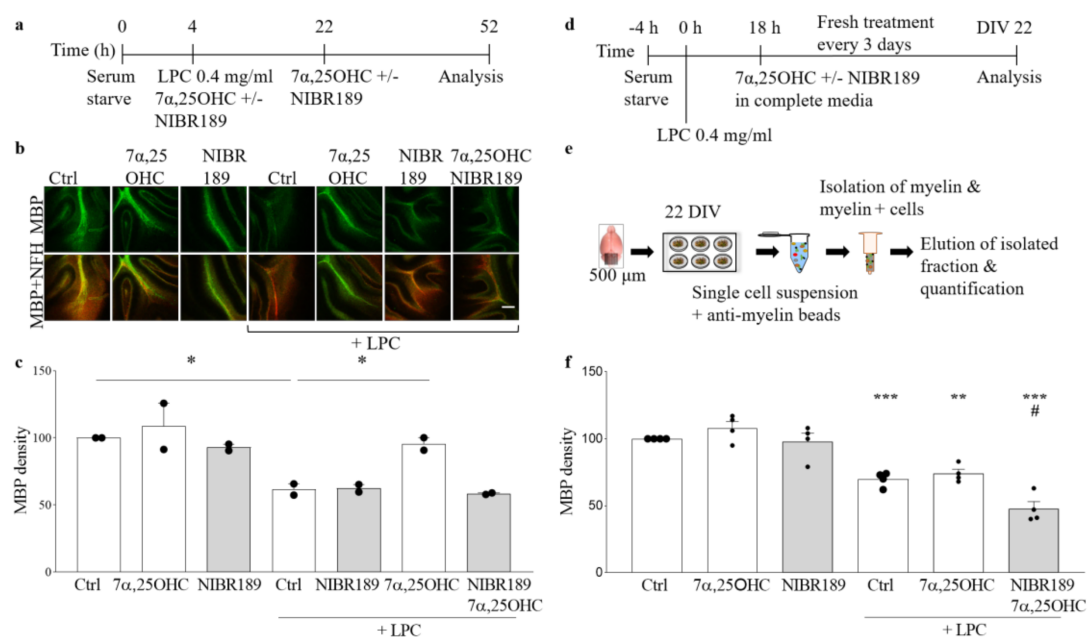 a
0 4 22 52
Time (h)
Serum starve
LPC 0.4 mg/ml
7α,25OHC +/-
NIBR189
7α,25OHC +/-
NIBR189
Analysis
b
Ctrl
7α,25
OHC
NIBR
189
Ctrl
7α,25
OHC
NIBR
189
7α,25OHC
NIBR189
MBP
MBP+NFH
+ LPC
c
* *
MBP density
150
100
50
0
Ctrl 7α,25OHC NIBR189 Ctrl NIBR189 7α,25OHC NIBR189
7α,25OHC
+ LPC
d
-4 h 0 h 18 h
Fresh treatment
every 3 days
DIV 22
Time
Serum
starve
7α,25OHC +/- NIBR189
in complete media
Analysis
LPC 0.4 mg/ml
e
500 µm
22 DIV
Single cell suspension
+ anti-myelin beads
Isolation of myelin &
myelin + cells
Elution of isolated
fraction &
quantification
f
*** ** ***
#
MBP density
150
100
50
0
Ctrl 7α,25OHC NIBR189 Ctrl 7α,25OHC NIBR189
7α,25OHC
+ LPC